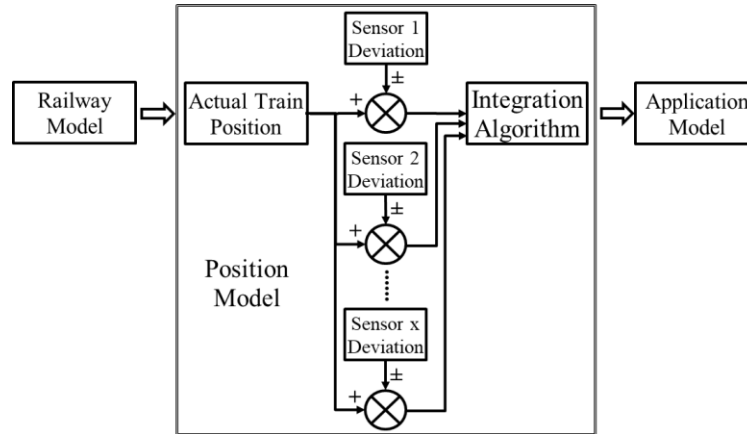 Sensor 1
Deviation
±
Railway
Model
Actual Train
Position
+
Integration
Algorithm
Application
Model
Sensor 2
Deviation
±
+
Position
Model
Sensor x
Deviation
±
+